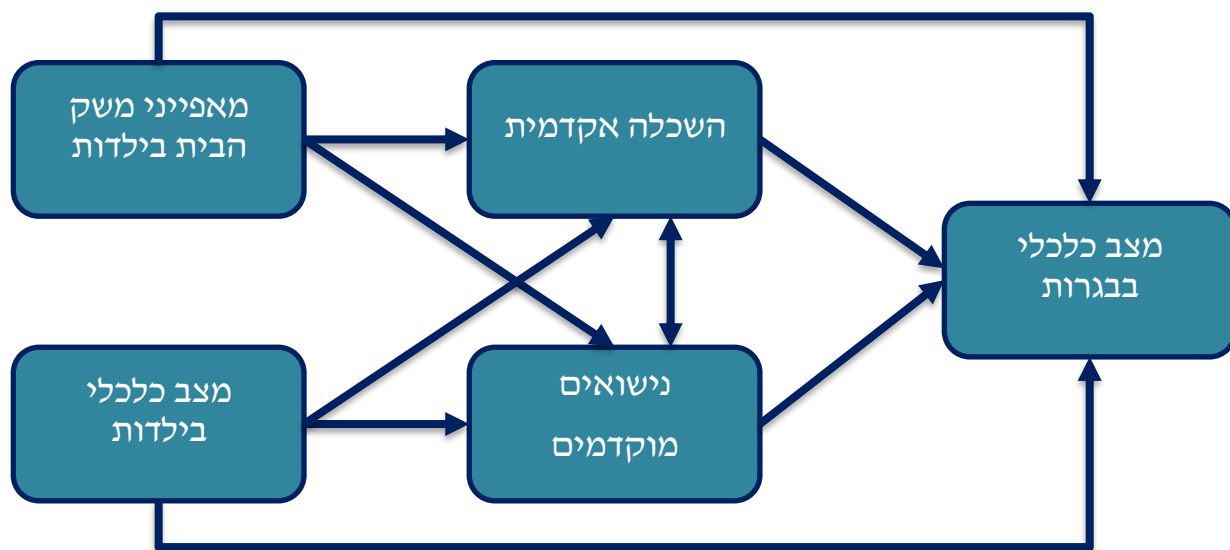 מאפייני משק
הבית בילדות
השכלה אקדמית
מצב כלכלי
בבגרות
מצב כלכלי
בילדות
נישואים
מוקדמים